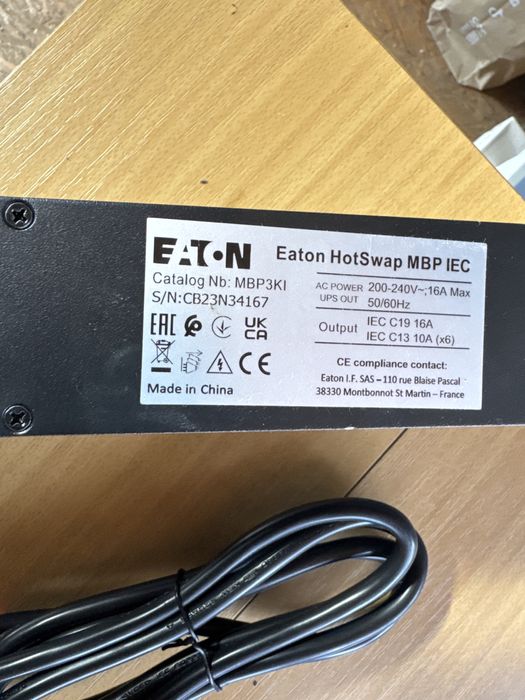 EATON
Eaton HotSwap MBP IEC
Catalog Nb: MBP3KI
S/N:CB23N34167
AC POWER 200-240V~;16A Max
UPS OUT 50/60Hz
Output IEC C19 16A
IEC C13 10A (x6)
EAC
UK
CA
CE
Made in China
CE compliance contact:
Eaton I.F. SAS – 110 rue Blaise Pascal
38330 Montbonnot St Martin – France